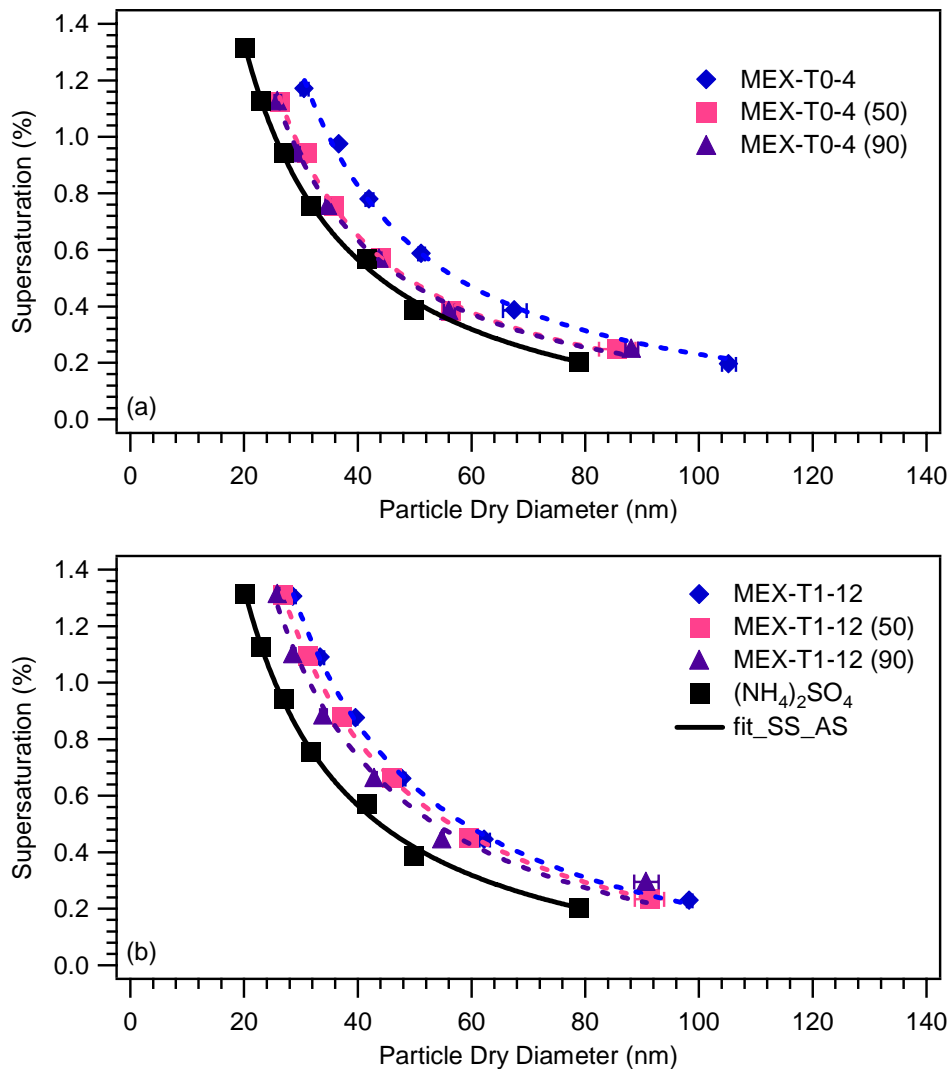 1.4
1.2
1.0
0.8
0.6
0.4
0.2
0.0
Supersaturation (%)
MEX-T0-4
MEX-T0-4 (50)
MEX-T0-4 (90)
(a)
0 20 40 60 80 100 120 140
Particle Dry Diameter (nm)
1.4
1.2
1.0
0.8
0.6
0.4
0.2
0.0
Supersaturation (%)
MEX-T1-12
MEX-T1-12 (50)
MEX-T1-12 (90)
(NH₄)₂SO₄
fit_SS_AS
(b)
0 20 40 60 80 100 120 140
Particle Dry Diameter (nm)